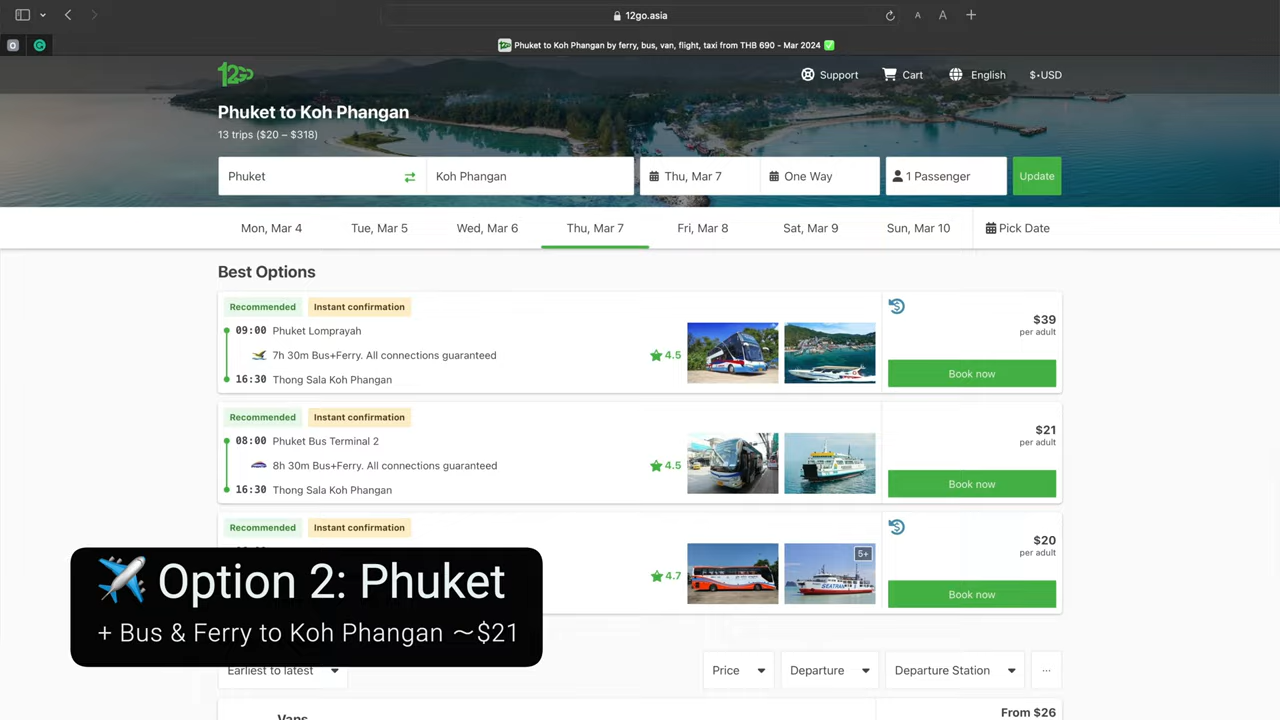 12go.asia
A
A
Phuket to Koh Phangan by ferry, bus, van, flight, taxi from THB 690 - Mar 2024 ✅
12GO
Support
Cart
English
$•USD
Phuket to Koh Phangan
13 trips ($20 – $318)
Phuket
Koh Phangan
Thu, Mar 7
One Way
1 Passenger
Update
Mon, Mar 4
Tue, Mar 5
Wed, Mar 6
Thu, Mar 7
Fri, Mar 8
Sat, Mar 9
Sun, Mar 10
Pick Date
Best Options
Recommended
Instant confirmation
09:00 Phuket Lomprayah
7h 30m Bus+Ferry. All connections guaranteed
16:30 Thong Sala Koh Phangan
4.5
$39
per adult
Book now
Recommended
Instant confirmation
08:00 Phuket Bus Terminal 2
8h 30m Bus+Ferry. All connections guaranteed
16:30 Thong Sala Koh Phangan
4.5
$21
per adult
Book now
Recommended
Instant confirmation
4.7
5+
SEATRAN
$20
per adult
Book now
✈️ Option 2: Phuket
+ Bus & Ferry to Koh Phangan ~$21
Earliest to latest
Price
Departure
Departure Station
...
Vans
From $26